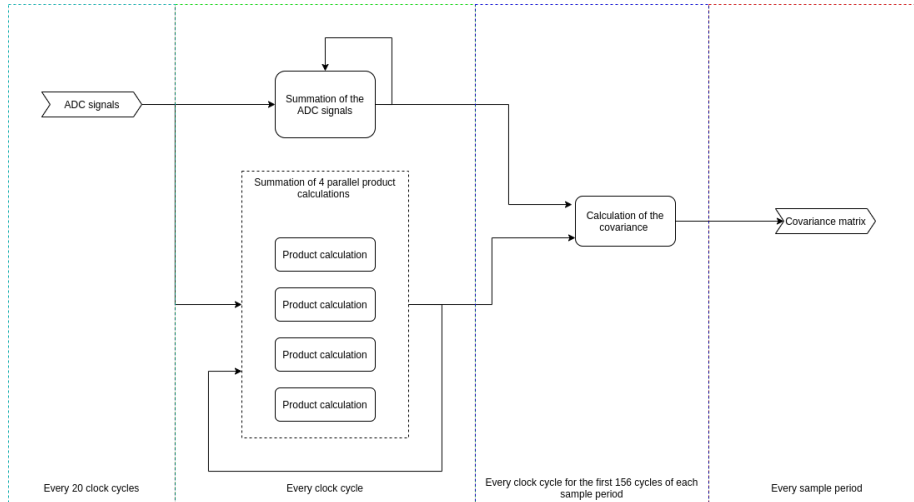 ADC signals
Summation of the
ADC signals
Summation of 4 parallel product
calculations
Product calculation
Product calculation
Product calculation
Product calculation
Calculation of the
covariance
Covariance matrix
Every 20 clock cycles
Every clock cycle
Every clock cycle for the first 156 cycles of each
sample period
Every sample period